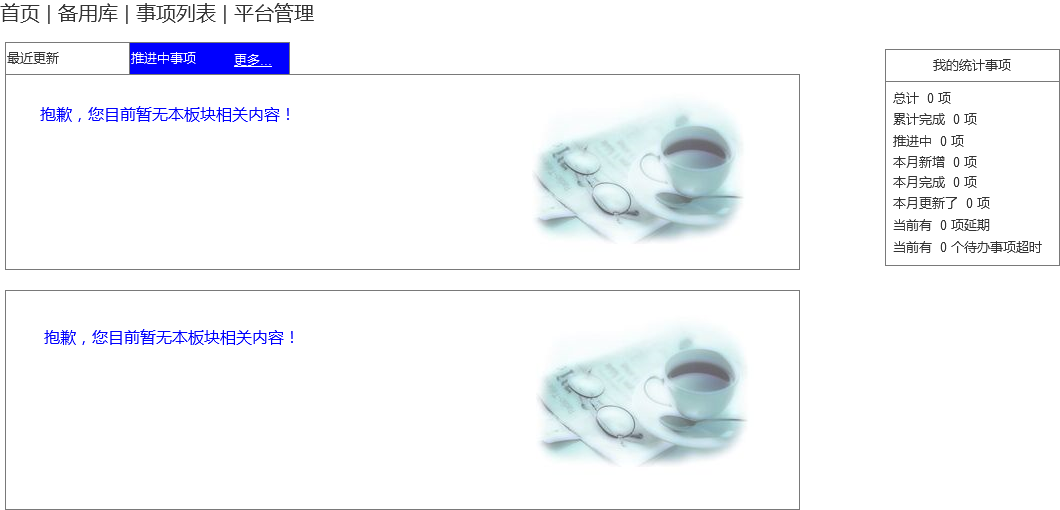 首页 | 备用库 | 事项列表 | 平台管理
最近更新 推进中事项 更多...
抱歉，您目前暂无本板块相关内容！
抱歉，您目前暂无本板块相关内容！
我的统计事项
总计 0 项
累计完成 0 项
推进中 0 项
本月新增 0 项
本月完成 0 项
本月更新了 0 项
当前有 0 项延期
当前有 0 个待办事项超时